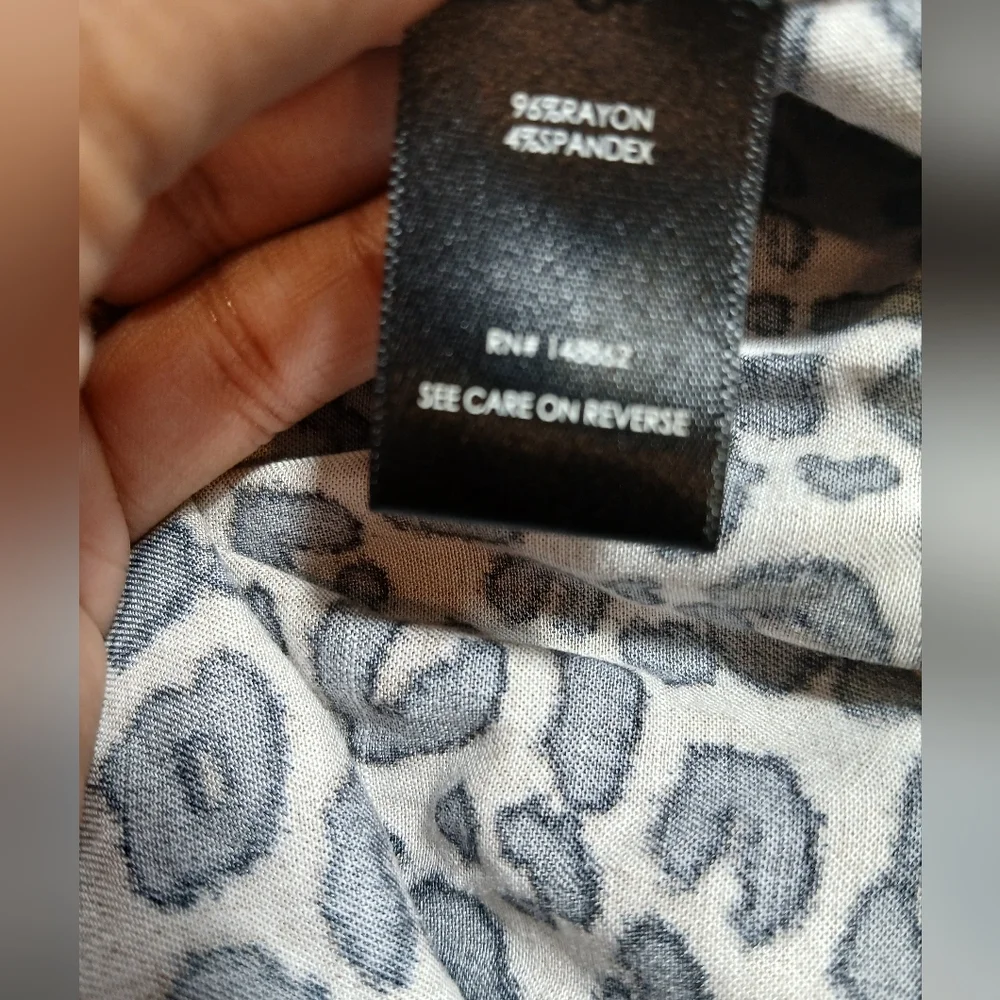 96%RAYON
4%SPANDEX
RN# 148862
SEE CARE ON REVERSE